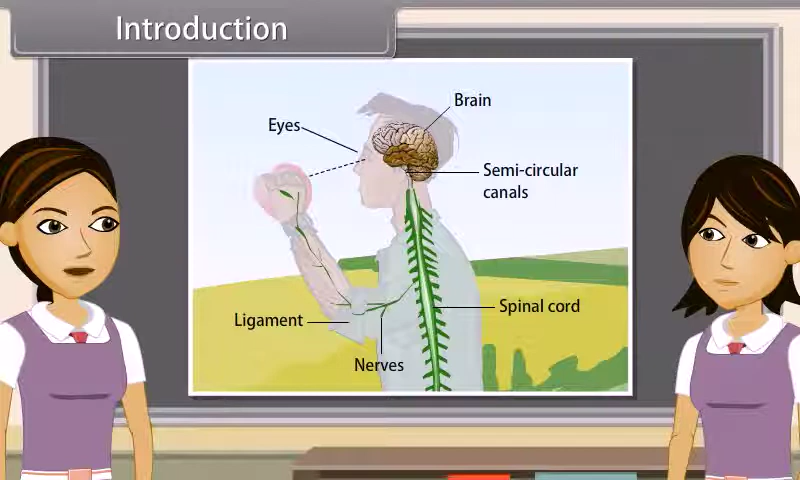 Introduction
Brain
Eyes
Semi-circular
canals
Spinal cord
Ligament
Nerves